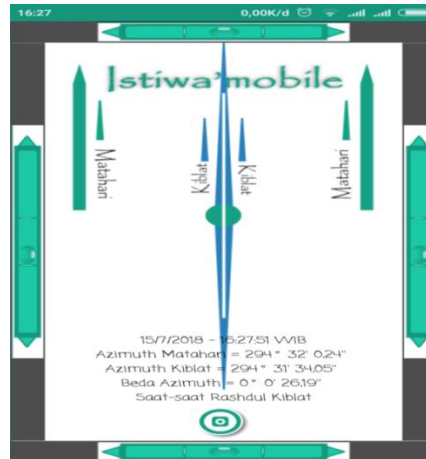 16:27 0,00K/d
Istiwa'mobile
Matahari
Kiblat
Kiblat
Matahari
15/7/2018 - 16:27:51 WIB
Azimuth Matahari = 294° 32' 0,24"
Azimuth Kiblat = 294° 31' 34,05"
Beda Azimuth = 0° 0' 26,19"
Saat-saat Rashdul Kiblat